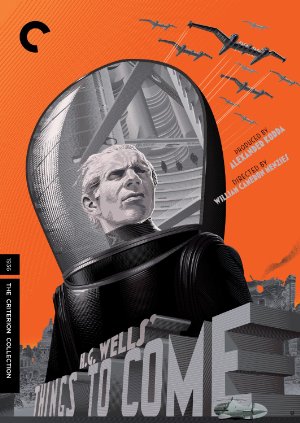 PRODUCED BY
ALEXANDER KORDA
DIRECTED BY
WILLIAM CAMERON MENZIES
1936
THE CRITERION COLLECTION
H.G. WELLS'
THINGS TO COME